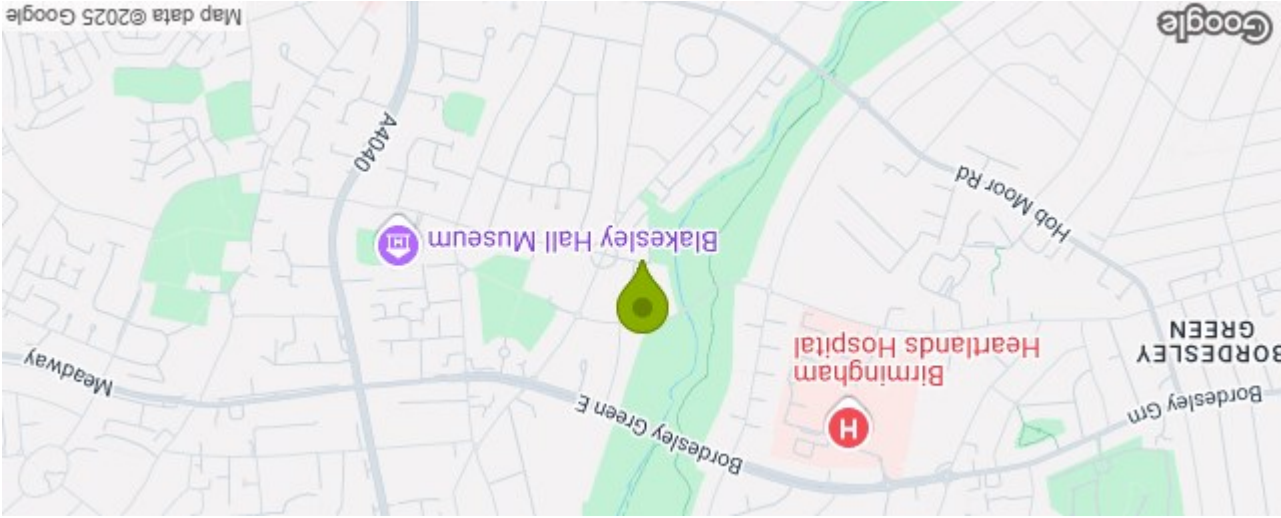 H
Bordesley Green E
Bordesley Grn
Meadway
Birmingham
Heartlands Hospital
BORDESLEY
GREEN
Blakesley Hall Museum
Hob Moor Rd
A4040
Google
Map data ©2025 Google